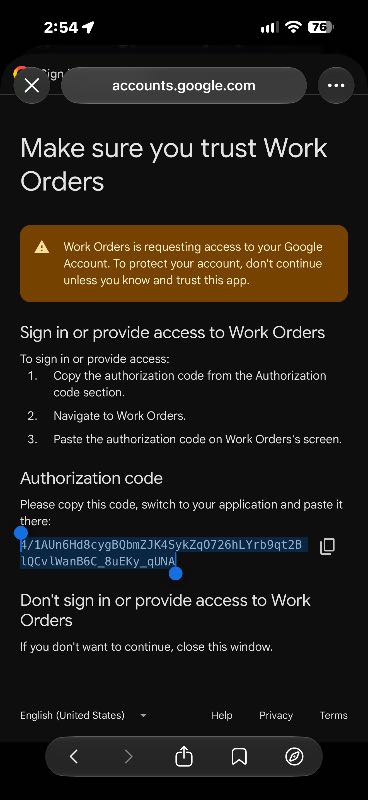 2:54
76
Sign i
accounts.google.com
Make sure you trust Work
Orders
Work Orders is requesting access to your Google
Account. To protect your account, don't continue
unless you know and trust this app.
Sign in or provide access to Work Orders
To sign in or provide access:
1. Copy the authorization code from the Authorization
code section.
2. Navigate to Work Orders.
3. Paste the authorization code on Work Orders's screen.
Authorization code
Please copy this code, switch to your application and paste it
there:
4/1AUn6Hd8cygBQbmZJK4SykZqO726hLYrb9qt2B
lQCvlWanB6C_8uEKy_qUNA
Don't sign in or provide access to Work
Orders
If you don't want to continue, close this window.
English (United States)
Help
Privacy
Terms